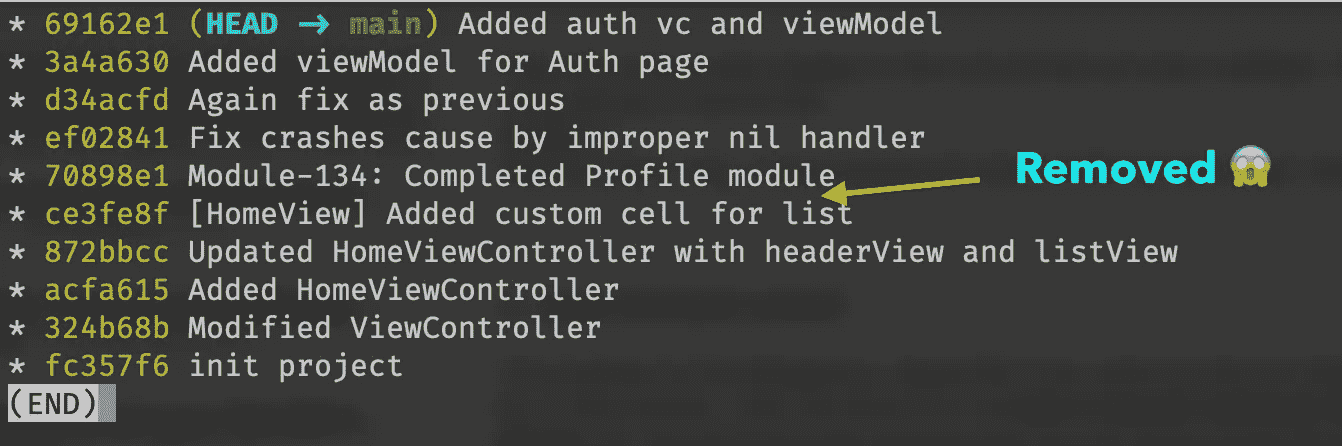 * 69162e1 (HEAD → main) Added auth vc and viewModel
* 3a4a630 Added viewModel for Auth page
* d34acfd Again fix as previous
* ef02841 Fix crashes cause by improper nil handler
* 70898e1 Module-134: Completed Profile module
Removed 😱
* ce3fe8f [HomeView] Added custom cell for list
* 872bbcc Updated HomeViewController with headerView and listView
* acfa615 Added HomeViewController
* 324b68b Modified ViewController
* fc357f6 init project
(END)